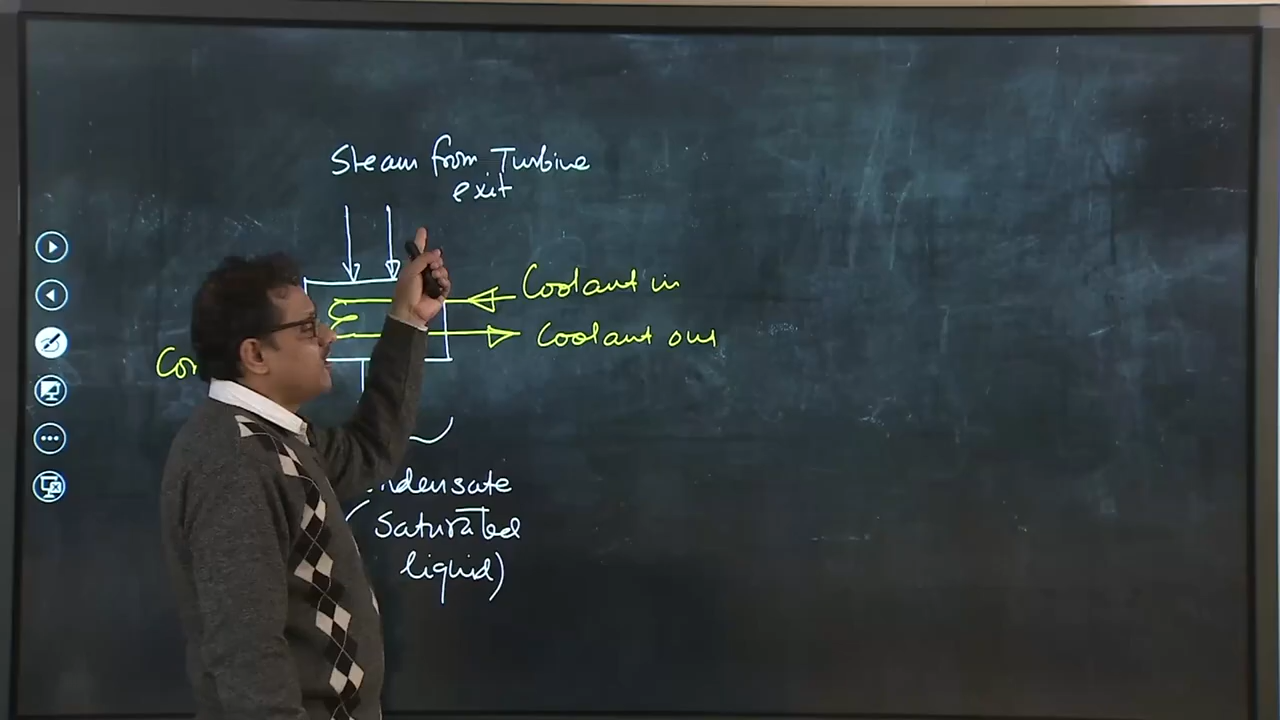 Steam from Turbine
exit
Coolant in
Coolant out
(Saturated
liquid)